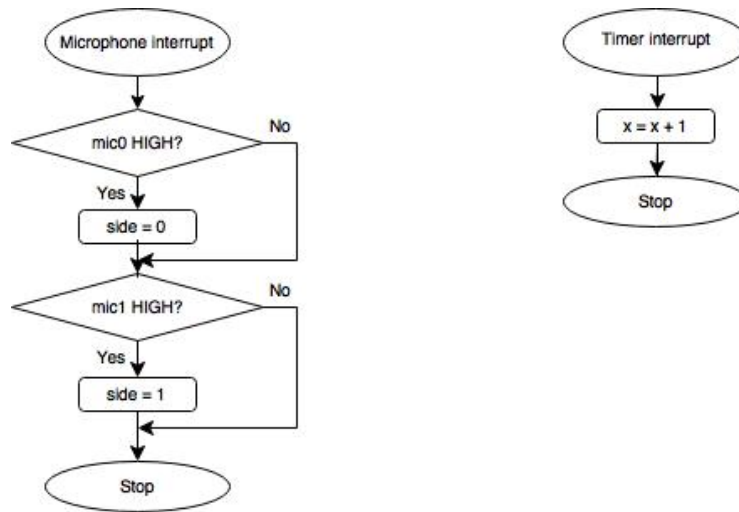 Microphone interrupt
mic0 HIGH?
No
Yes
side = 0
mic1 HIGH?
No
Yes
side = 1
Stop
Timer interrupt
x = x + 1
Stop